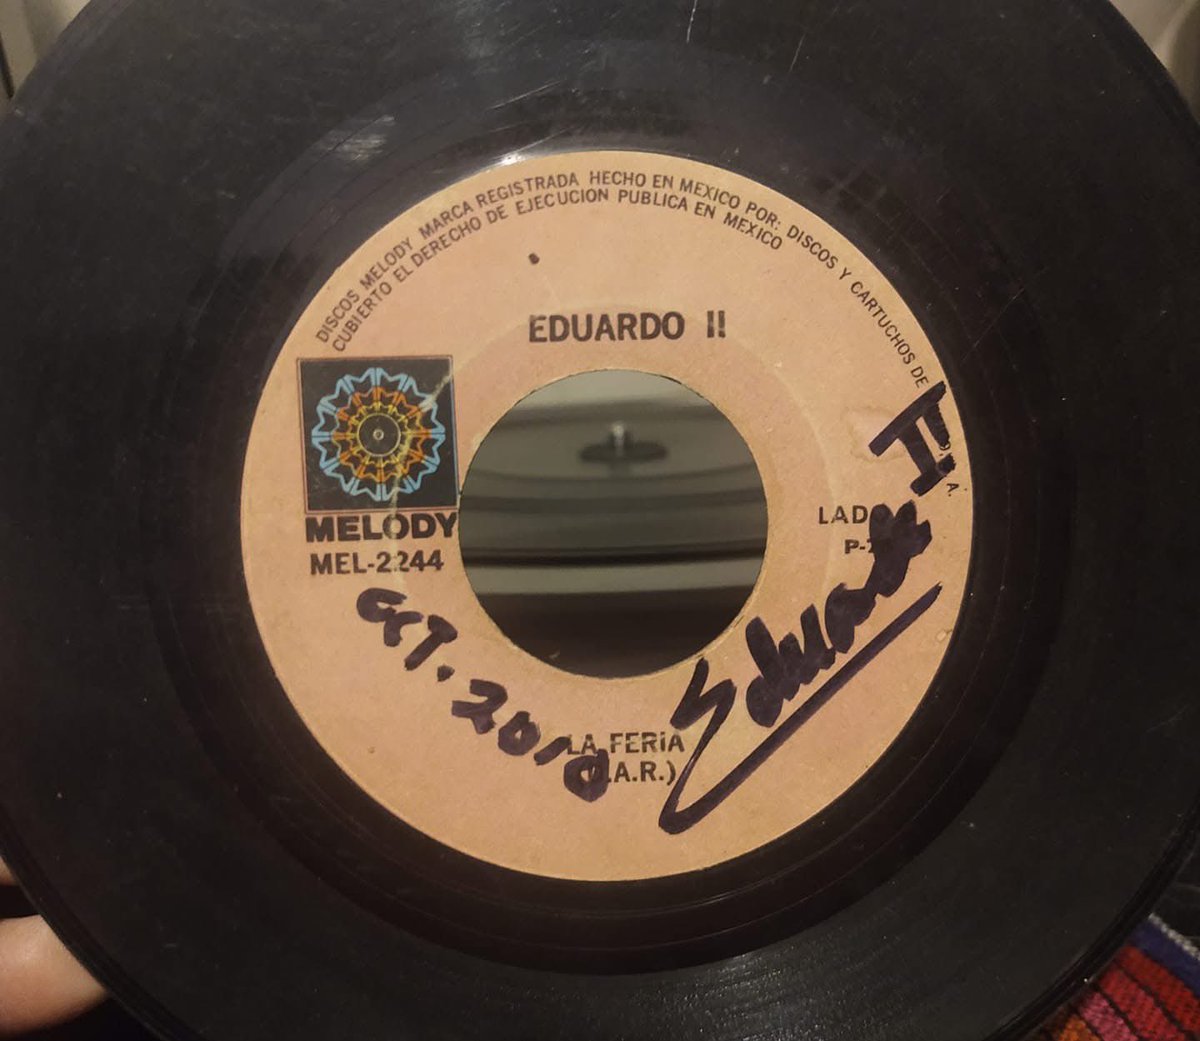 DISCOS MELODY MARCA REGISTRADA HECHO EN MEXICO POR: DISCOS Y CARTUCHOS DE
CUBIERTO EL DERECHO DE EJECUCION PUBLICA EN MEXICO
EDUARDO II
MELODY
MEL-2244
LAD
P-
OCT. 2010
Eduardo II
LA FERIA
.A.R.)